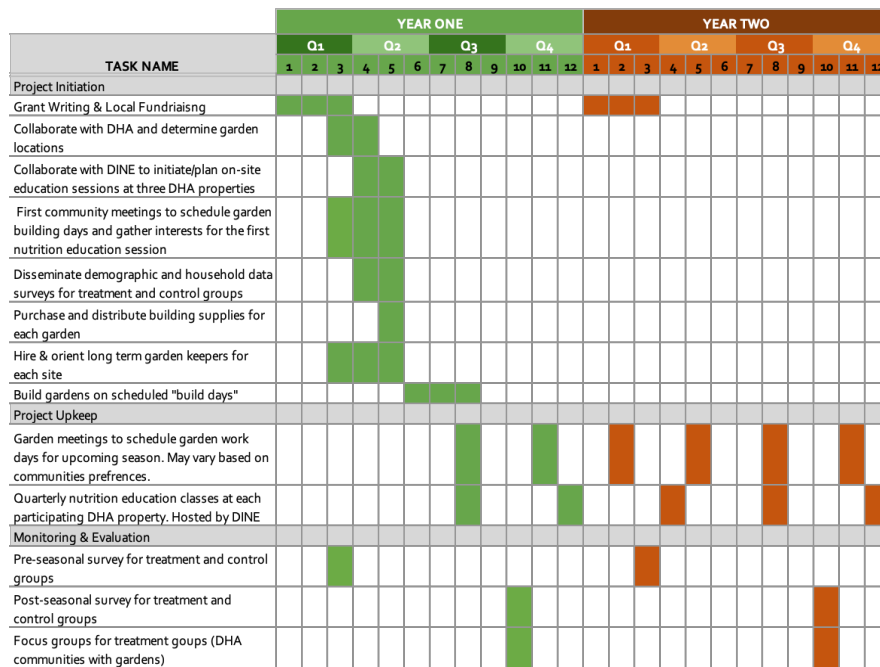 YEAR ONE YEAR TWO
Q1 Q2 Q3 Q4 Q1 Q2 Q3 Q4
TASK NAME 1 2 3 4 5 6 7 8 9 10 11 12 1 2 3 4 5 6 7 8 9 10 11 12
Project Initiation
Grant Writing & Local Fundriaisng
Collaborate with DHA and determine garden
locations
Collaborate with DINE to initiate/plan on-site
education sessions at three DHA properties
First community meetings to schedule garden
building days and gather interests for the first
nutrition education session
Disseminate demographic and household data
surveys for treatment and control groups
Purchase and distribute building supplies for
each garden
Hire & orient long term garden keepers for
each site
Build gardens on scheduled "build days"
Project Upkeep
Garden meetings to schedule garden work
days for upcoming season. May vary based on
communities prefrences.
Quarterly nutrition education classes at each
participating DHA property. Hosted by DINE
Monitoring & Evaluation
Pre-seasonal survey for treatment and control
groups
Post-seasonal survey for treatment and
control groups
Focus groups for treatment goups (DHA
communities with gardens)